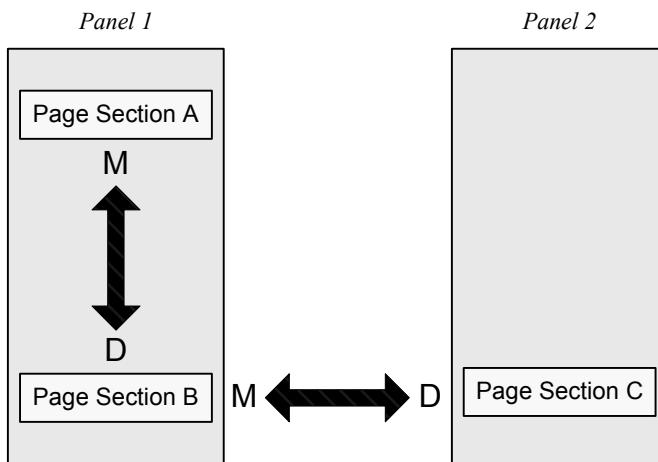 Panel 1
Panel 2
Page Section A
M
D
Page Section B
M
D
Page Section C